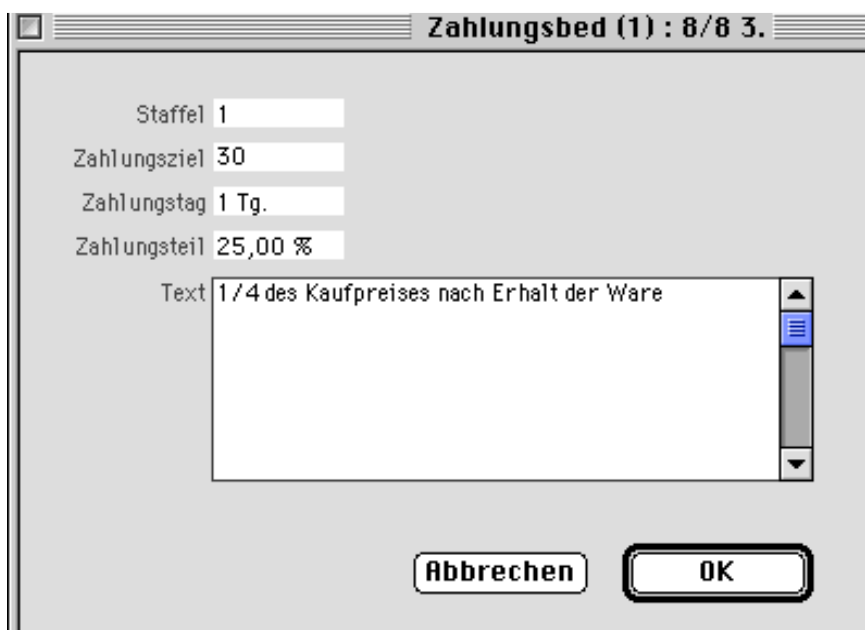 Zahlungsbed (1) : 8/8 3.
Staffel 1
Zahlungsziel 30
Zahlungstag 1 Tg.
Zahlungsteil 25,00 %
Text 1/4 des Kaufpreises nach Erhalt der Ware
Abbrechen OK